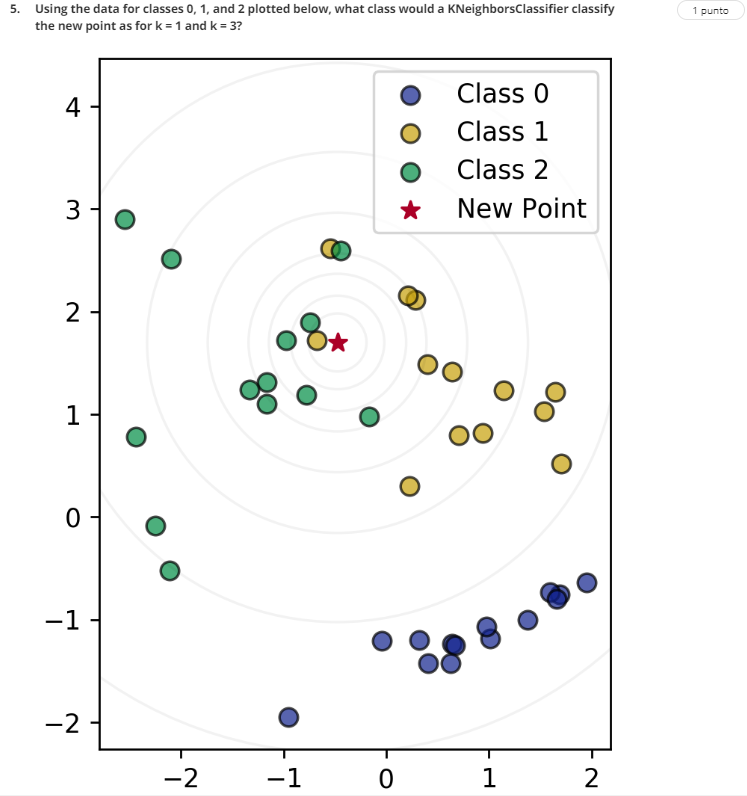 5. Using the data for classes 0, 1, and 2 plotted below, what class would a KNeighborsClassifier classify
the new point as for k = 1 and k = 3?
1 punto
Class 0
Class 1
Class 2
New Point
4
3
2
1
0
−1
−2
−2 −1 0 1 2